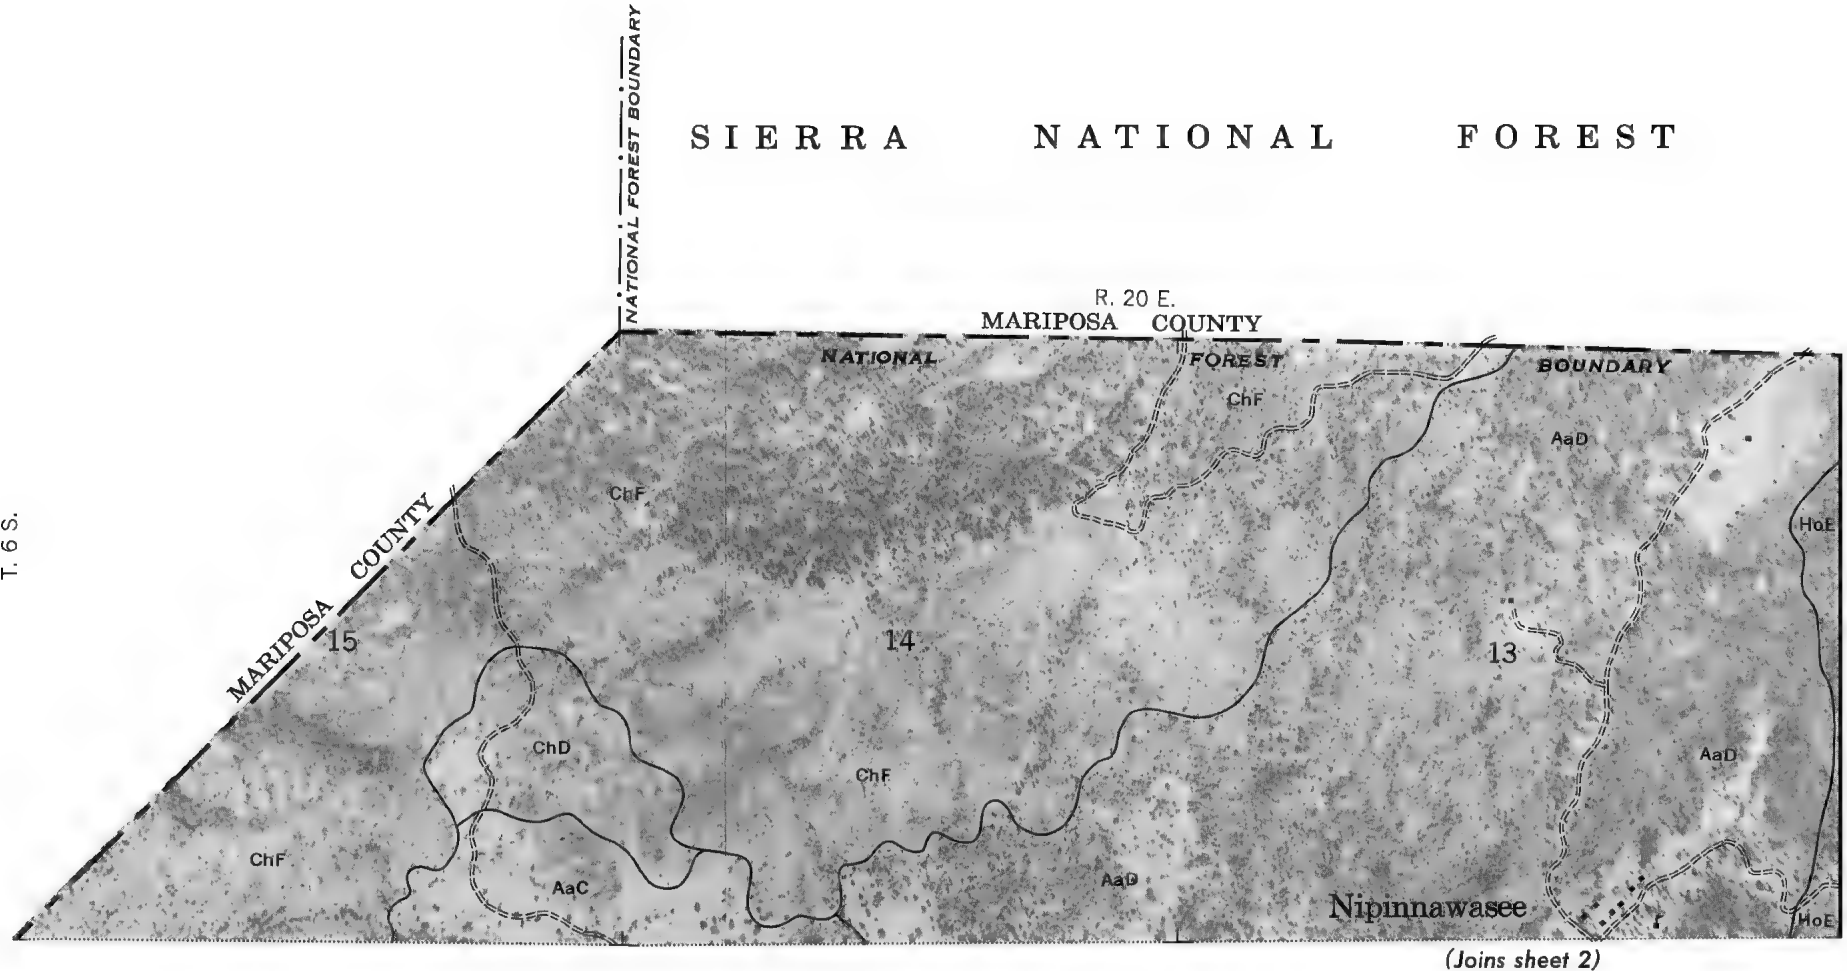 NATIONAL FOREST BOUNDARY
SIERRA NATIONAL FOREST
R. 20 E.
MARIPOSA COUNTY
NATIONAL FOREST BOUNDARY
ChF
AaD
ChF
T. 6 S.
MARIPOSA COUNTY
HoE
15
14
13
ChD
ChF
AaD
ChF
AaC
AaD
Nipinnawasee
HoE
(Joins sheet 2)